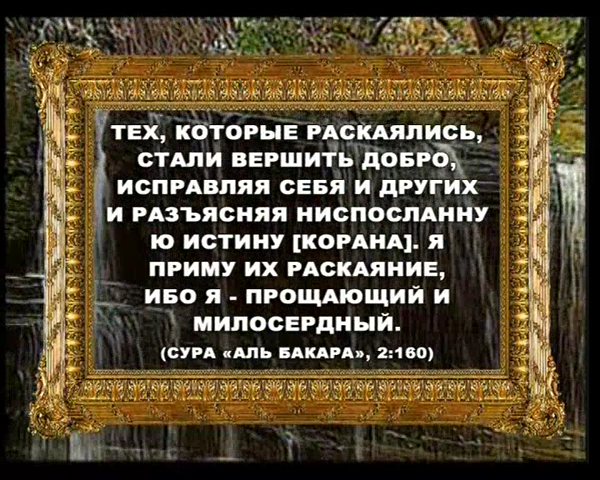 ТЕХ, КОТОРЫЕ РАСКАЯЛИСЬ,
СТАЛИ ВЕРШИТЬ ДОБРО,
ИСПРАВЛЯЯ СЕБЯ И ДРУГИХ
И РАЗЪЯСНЯЯ НИСПОСЛАННУ
Ю ИСТИНУ [КОРАНА]. Я
ПРИМУ ИХ РАСКАЯНИЕ,
ИБО Я - ПРОЩАЮЩИЙ И
МИЛОСЕРДНЫЙ.
(СУРА «АЛЬ БАКАРА», 2:160)